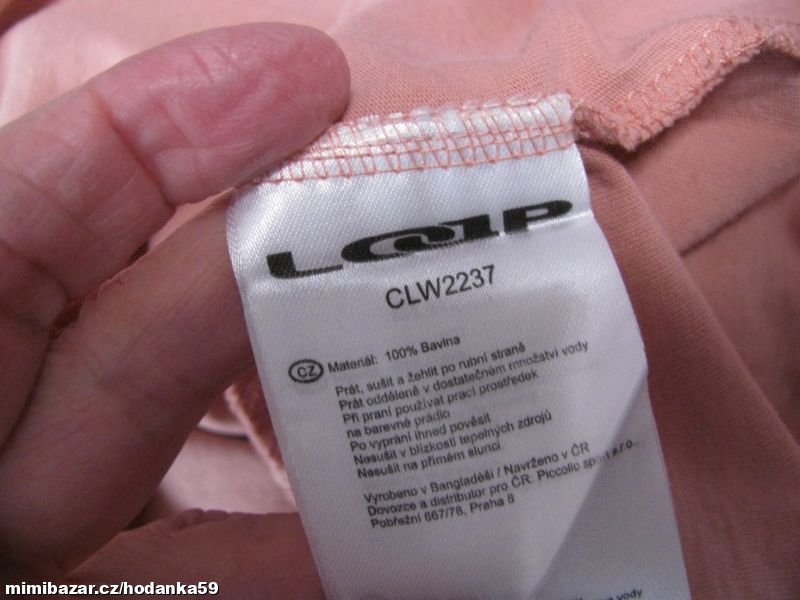 LOAP
CLW2237
CZ Materiál: 100% Bavlna
Prát, sušit a žehlit po rubní straně
Prát odděleně v dostatečném množství vody
Při praní používat prací prostředek
na barevné prádlo
Po vyprání ihned pověsit
Nesušit v blízkosti tepelných zdrojů
Nesušit na přímém slunci
Vyrobeno v Bangladéši / Navrženo v ČR
Dovozce a distributor pro ČR: Piccollo sport s.r.o.,
Pobřežní 667/78, Praha 8
vody
mimibazar.cz/hodanka59